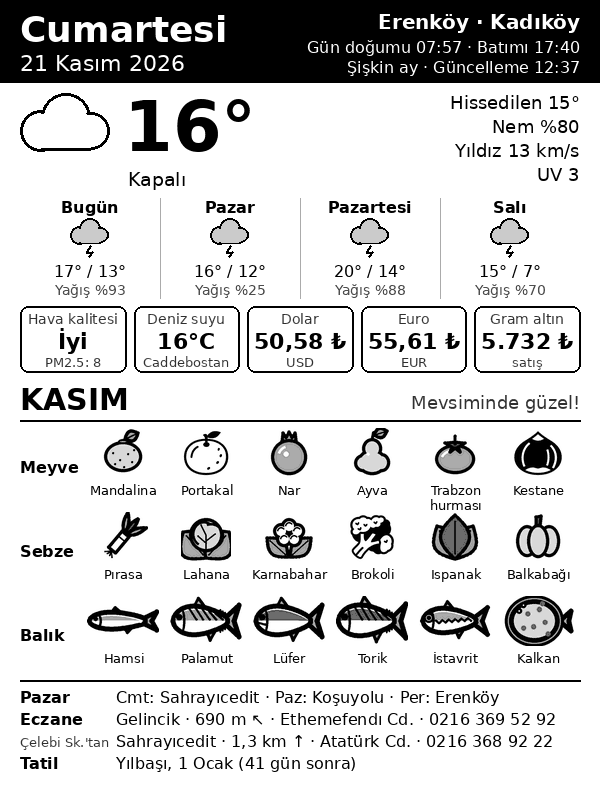 Cumartesi
21 Kasım 2026
Erenköy · Kadıköy
Gün doğumu 07:57 · Batımı 17:40
Şişkin ay · Güncelleme 12:37
16°
Kapalı
Hissedilen 15°
Nem %80
Yıldız 13 km/s
UV 3
Bugün Pazar Pazartesi Salı
17° / 13° 16° / 12° 20° / 14° 15° / 7°
Yağış %93 Yağış %25 Yağış %88 Yağış %70
Hava kalitesi Deniz suyu Dolar Euro Gram altın
İyi 16°C 50,58 ₺ 55,61 ₺ 5.732 ₺
PM2.5: 8 Caddebostan USD EUR satış
KASIM Mevsiminde güzel!
Meyve
Mandalina Portakal Nar Ayva Trabzon hurması Kestane
Sebze
Pırasa Lahana Karnabahar Brokoli Ispanak Balkabağı
Balık
Hamsi Palamut Lüfer Torik İstavrit Kalkan
Pazar Cmt: Sahrayıcedit · Paz: Koşuyolu · Per: Erenköy
Eczane Gelincik · 690 m ↖ · Ethemefendı Cd. · 0216 369 52 92
Çelebi Sk.'tan Sahrayıcedit · 1,3 km ↑ · Atatürk Cd. · 0216 368 92 22
Tatil Yılbaşı, 1 Ocak (41 gün sonra)